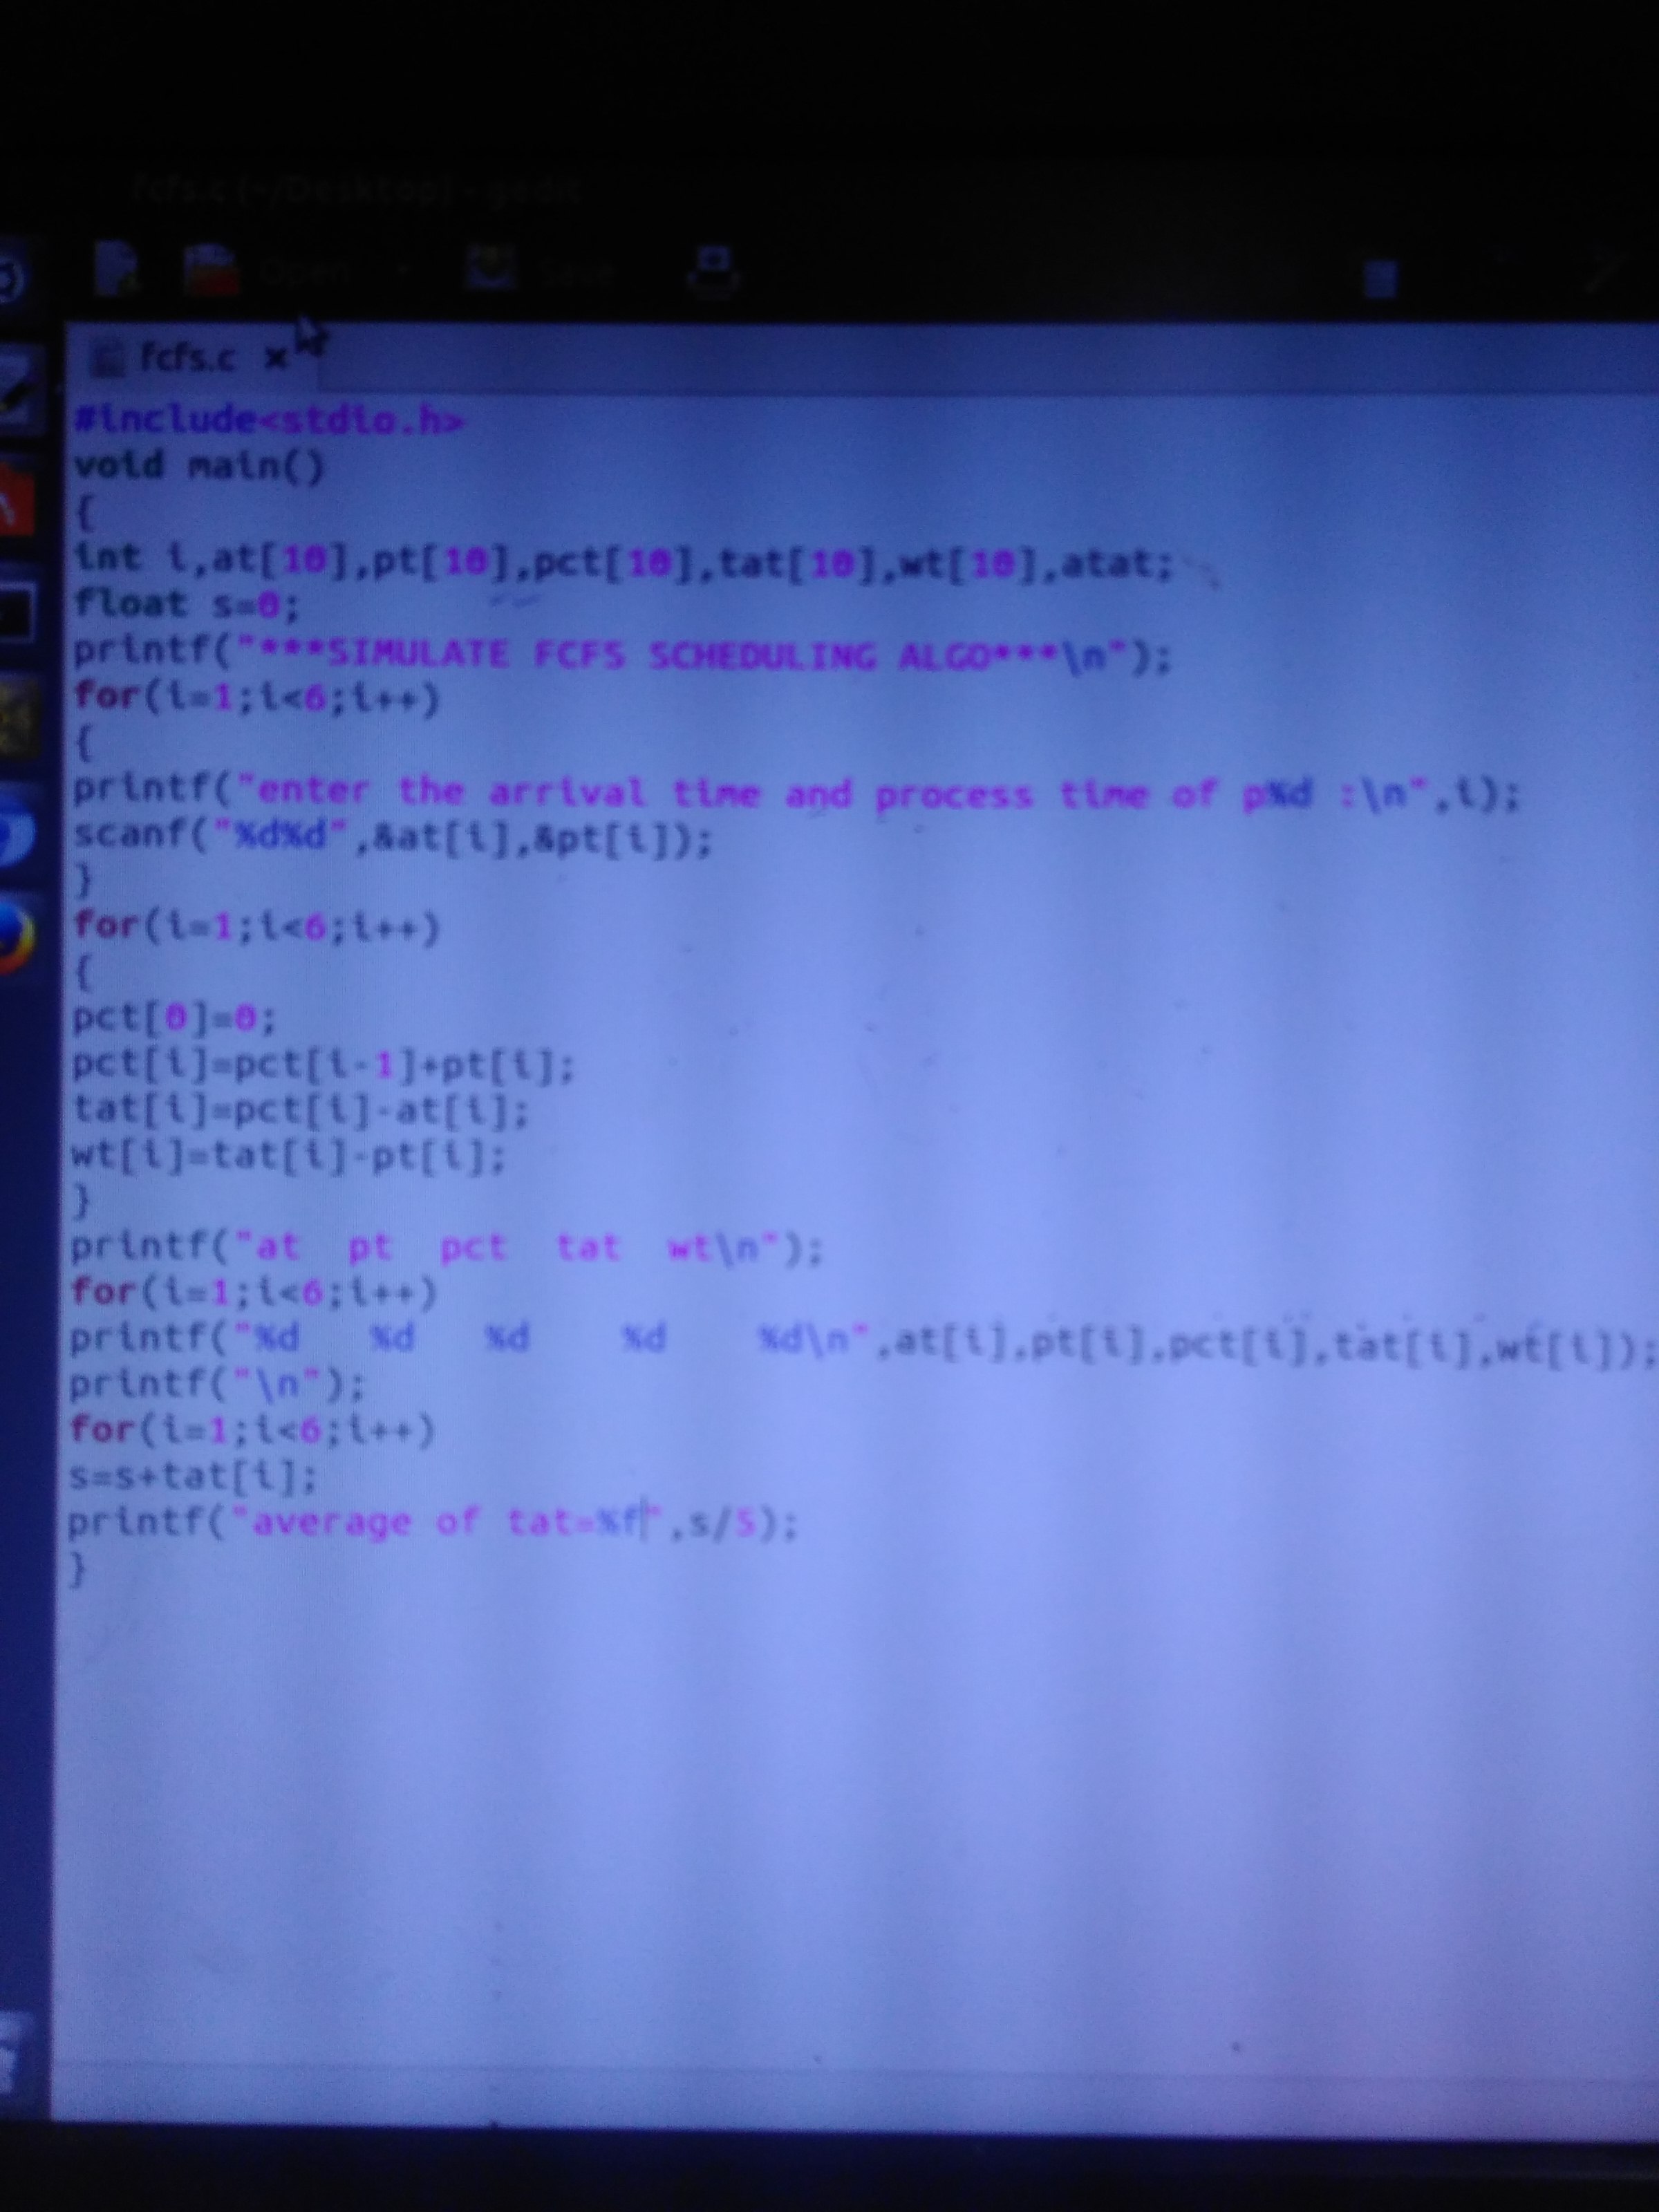 fcfs.c (~/Desktop) - gedit
Open
Save
fcfs.c ×
#include<stdio.h>
void main()
{
int i,at[10],pt[10],pct[10],tat[10],wt[10],atat;
float s=0;
printf("***SIMULATE FCFS SCHEDULING ALGO***\n");
for(i=1;i<6;i++)
{
printf("enter the arrival time and process time of p%d :\n",i);
scanf("%d%d",&at[i],&pt[i]);
}
for(i=1;i<6;i++)
{
pct[0]=0;
pct[i]=pct[i-1]+pt[i];
tat[i]=pct[i]-at[i];
wt[i]=tat[i]-pt[i];
}
printf("at  pt  pct  tat  wt\n");
for(i=1;i<6;i++)
printf("%d   %d   %d    %d    %d\n",at[i],pt[i],pct[i],tat[i],wt[i]);
printf("\n");
for(i=1;i<6;i++)
s=s+tat[i];
printf("average of tat=%f",s/5);
}